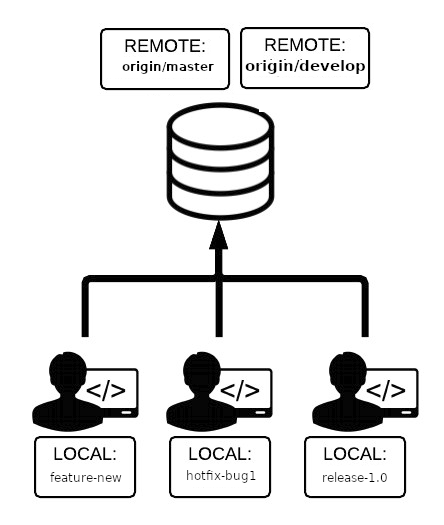 REMOTE:
origin/master
REMOTE:
origin/develop
</>
</>
</>
LOCAL:
feature-new
LOCAL:
hotfix-bug1
LOCAL:
release-1.0